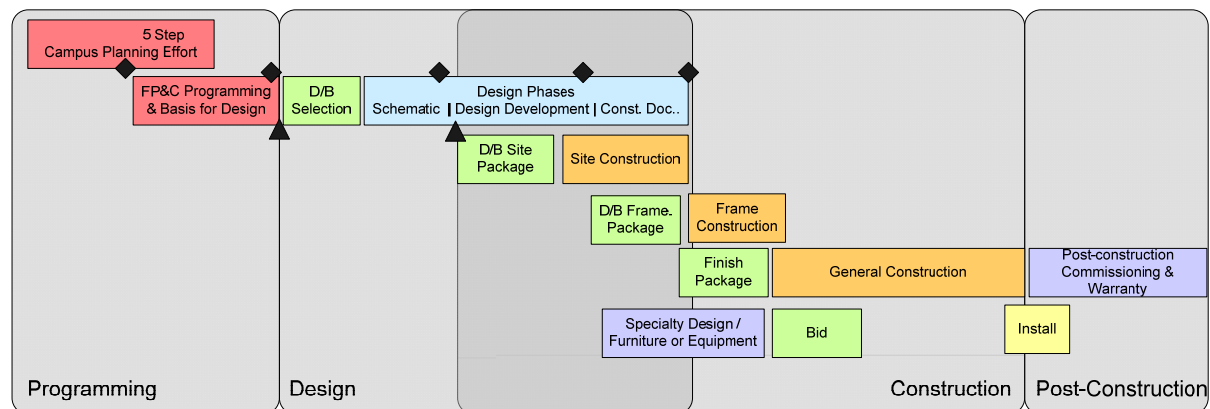 5 Step
Campus Planning Effort
FP&C Programming
& Basis for Design
D/B
Selection
Design Phases
Schematic | Design Development | Const. Doc..
D/B Site
Package
Site Construction
D/B Frame.
Package
Frame
Construction
Finish
Package
General Construction
Post-construction
Commissioning &
Warranty
Specialty Design /
Furniture or Equipment
Bid
Install
Programming
Design
Construction
Post-Construction